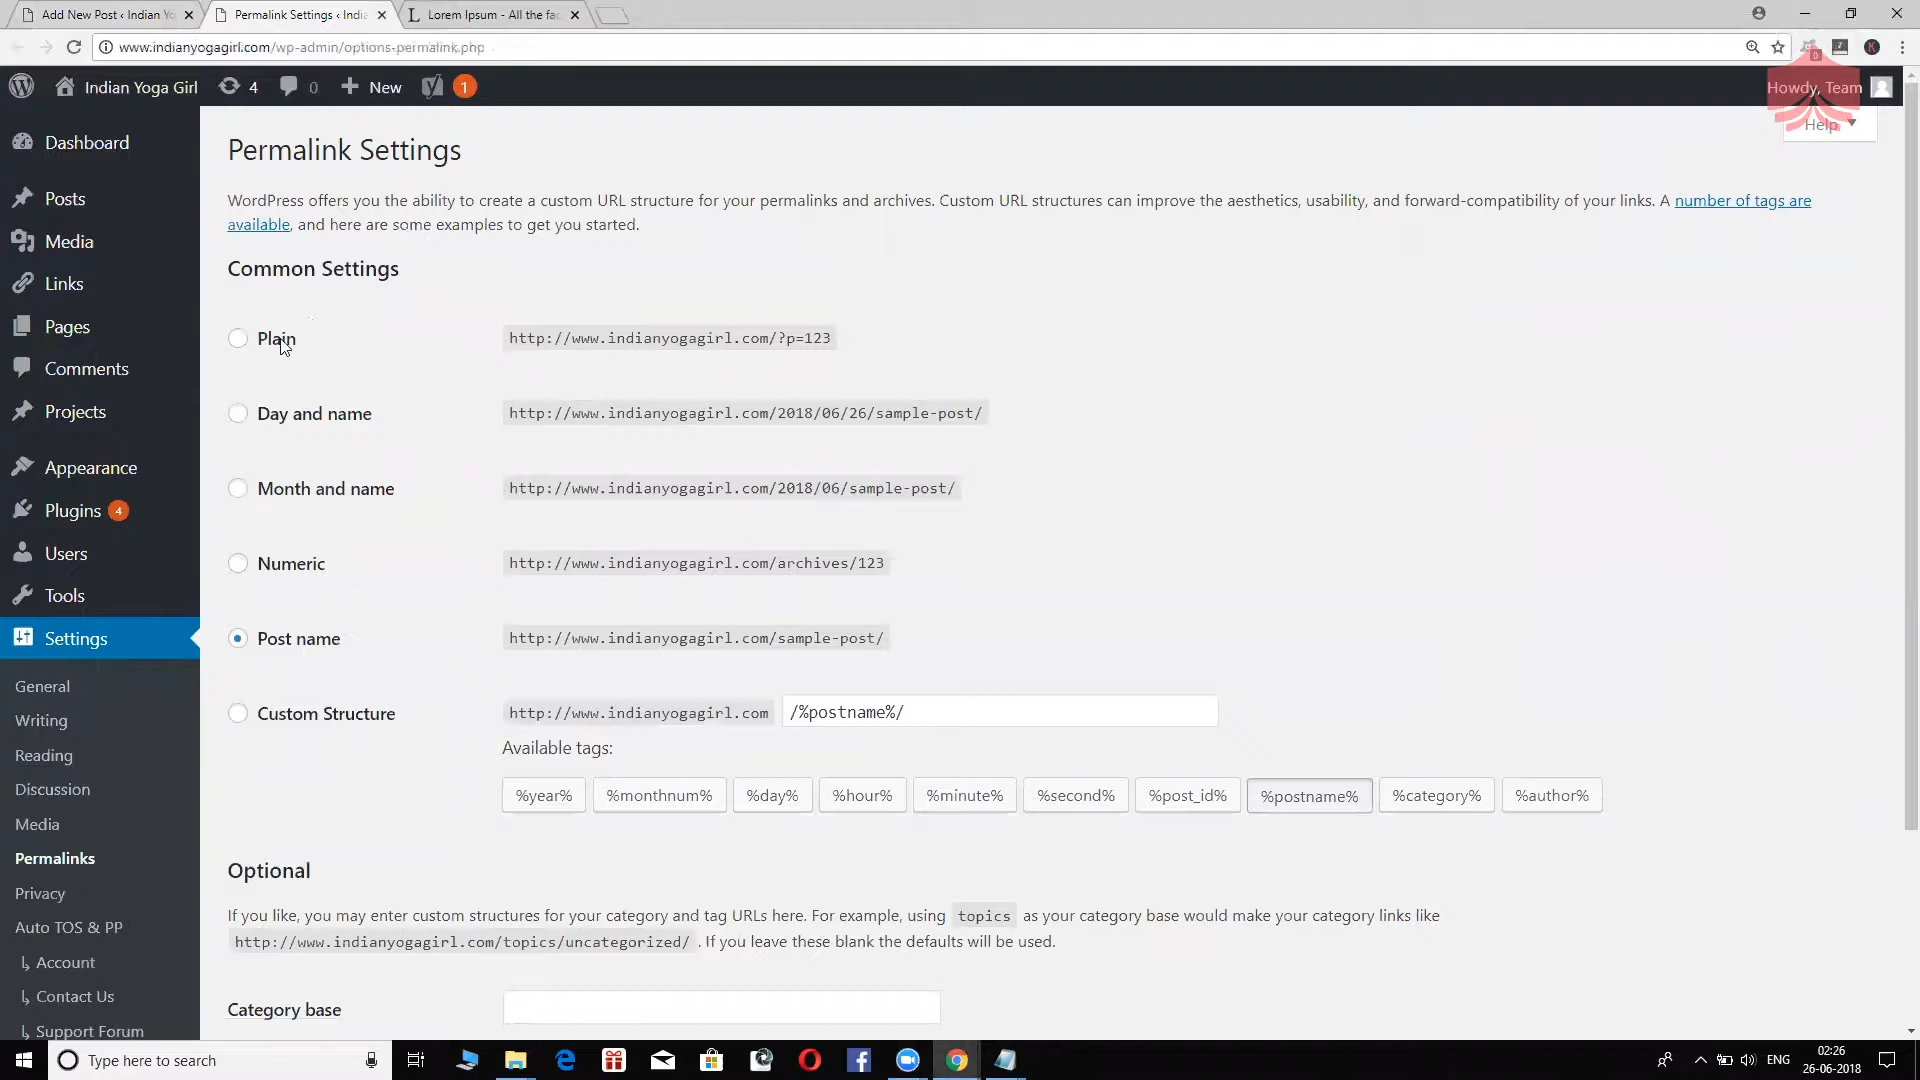 Add New Post ‹ Indian Yo
Permalink Settings ‹ India
Lorem Ipsum - All the fac
www.indianyogagirl.com/wp-admin/options-permalink.php
Indian Yoga Girl
4
0
New
1
Howdy, Team
Help
Dashboard
Posts
Media
Links
Pages
Comments
Projects
Appearance
Plugins 4
Users
Tools
Settings
General
Writing
Reading
Discussion
Media
Permalinks
Privacy
Auto TOS & PP
Account
Contact Us
Support Forum
Permalink Settings
WordPress offers you the ability to create a custom URL structure for your permalinks and archives. Custom URL structures can improve the aesthetics, usability, and forward-compatibility of your links. A number of tags are
available, and here are some examples to get you started.
Common Settings
Plain http://www.indianyogagirl.com/?p=123
Day and name http://www.indianyogagirl.com/2018/06/26/sample-post/
Month and name http://www.indianyogagirl.com/2018/06/sample-post/
Numeric http://www.indianyogagirl.com/archives/123
Post name http://www.indianyogagirl.com/sample-post/
Custom Structure http://www.indianyogagirl.com /%postname%/
Available tags:
%year% %monthnum% %day% %hour% %minute% %second% %post_id% %postname% %category% %author%
Optional
If you like, you may enter custom structures for your category and tag URLs here. For example, using topics as your category base would make your category links like
http://www.indianyogagirl.com/topics/uncategorized/ . If you leave these blank the defaults will be used.
Category base
Type here to search
ENG
02:26
26-06-2018